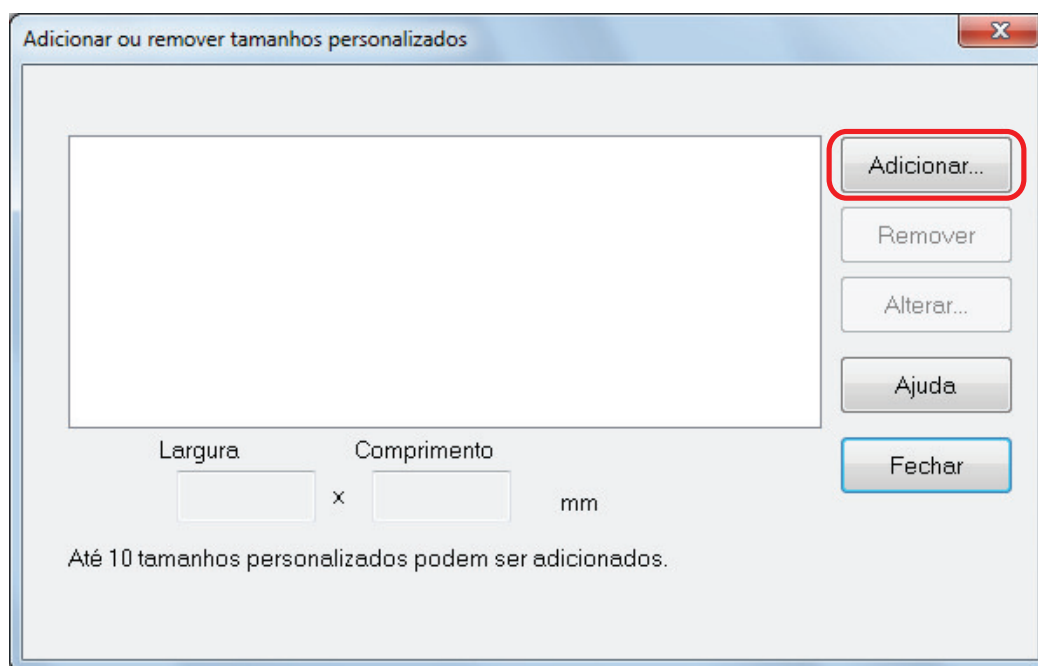 Adicionar ou remover tamanhos personalizados
Adicionar...
Remover
Alterar...
Ajuda
Fechar
Largura Comprimento
x mm
Até 10 tamanhos personalizados podem ser adicionados.